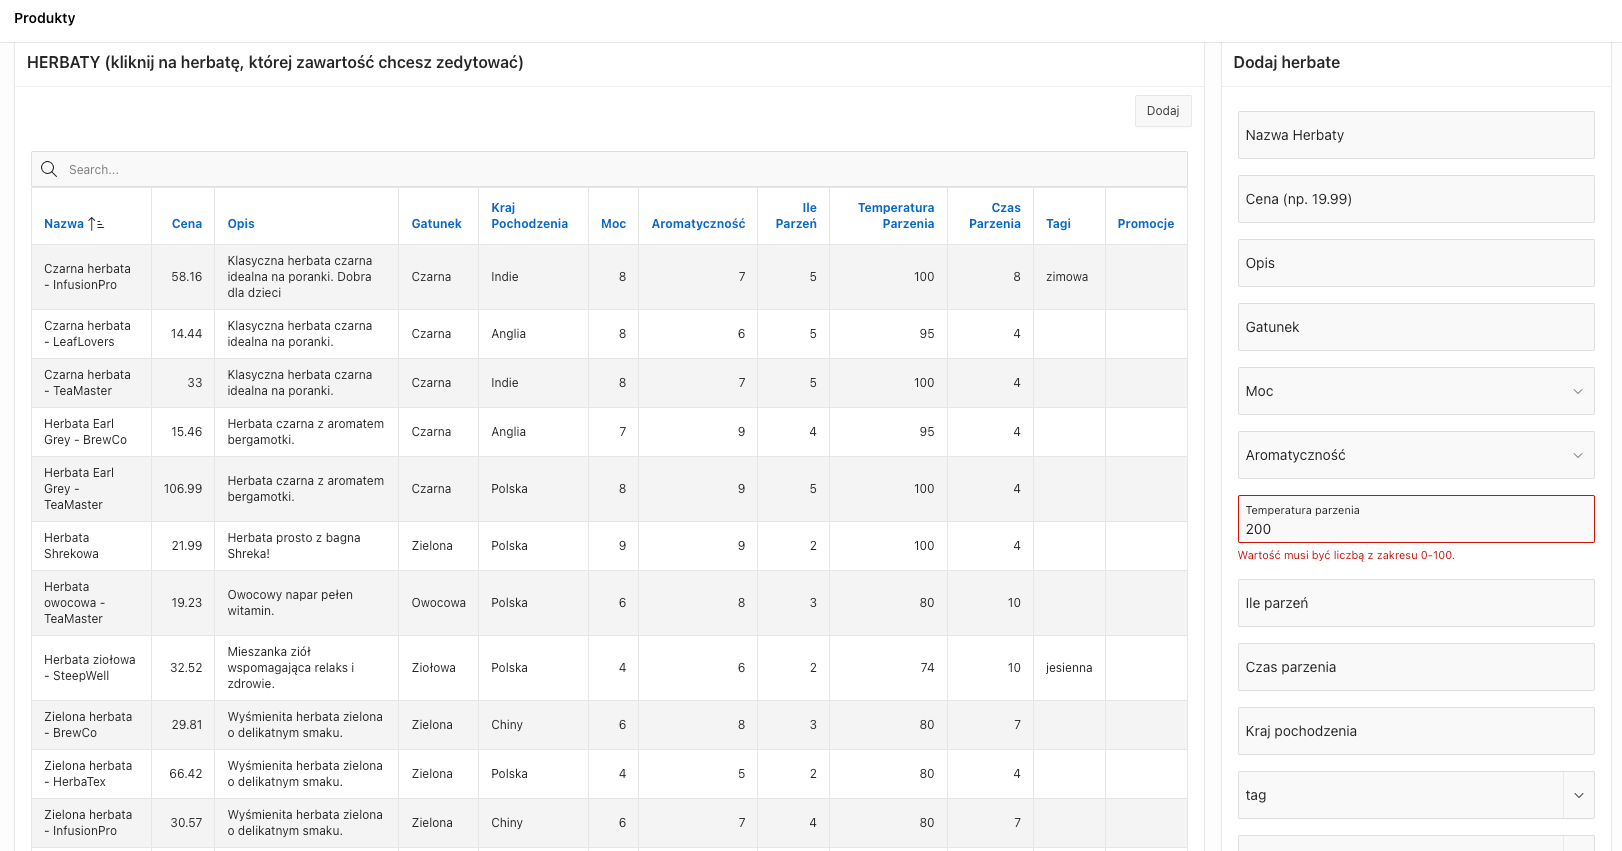 Produkty
HERBATY (kliknij na herbatę, której zawartość chcesz zedytować)
Dodaj
Search...
Nazwa Cena Opis Gatunek Kraj Pochodzenia Moc Aromatyczność Ile Parzeń Temperatura Parzenia Czas Parzenia Tagi Promocje
Czarna herbata - InfusionPro 58.16 Klasyczna herbata czarna idealna na poranki. Dobra dla dzieci Czarna Indie 8 7 5 100 8 zimowa
Czarna herbata - LeafLovers 14.44 Klasyczna herbata czarna idealna na poranki. Czarna Anglia 8 6 5 95 4
Czarna herbata - TeaMaster 33 Klasyczna herbata czarna idealna na poranki. Czarna Indie 8 7 5 100 4
Herbata Earl Grey - BrewCo 15.46 Herbata czarna z aromatem bergamotki. Czarna Anglia 7 9 4 95 4
Herbata Earl Grey - TeaMaster 106.99 Herbata czarna z aromatem bergamotki. Czarna Polska 8 9 5 100 4
Herbata Shrekowa 21.99 Herbata prosto z bagna Shreka! Zielona Polska 9 9 2 100 4
Herbata owocowa - TeaMaster 19.23 Owocowy napar pełen witamin. Owocowa Polska 6 8 3 80 10
Herbata ziołowa - SteepWell 32.52 Mieszanka ziół wspomagająca relaks i zdrowie. Ziołowa Polska 4 6 2 74 10 jesienna
Zielona herbata - BrewCo 29.81 Wyśmienita herbata zielona o delikatnym smaku. Zielona Chiny 6 8 3 80 7
Zielona herbata - HerbaTex 66.42 Wyśmienita herbata zielona o delikatnym smaku. Zielona Polska 4 5 2 80 4
Zielona herbata - InfusionPro 30.57 Wyśmienita herbata zielona o delikatnym smaku. Zielona Chiny 6 7 4 80 7
Dodaj herbate
Nazwa Herbaty
Cena (np. 19.99)
Opis
Gatunek
Moc
Aromatyczność
Temperatura parzenia
200
Wartość musi być liczbą z zakresu 0-100.
Ile parzeń
Czas parzenia
Kraj pochodzenia
tag